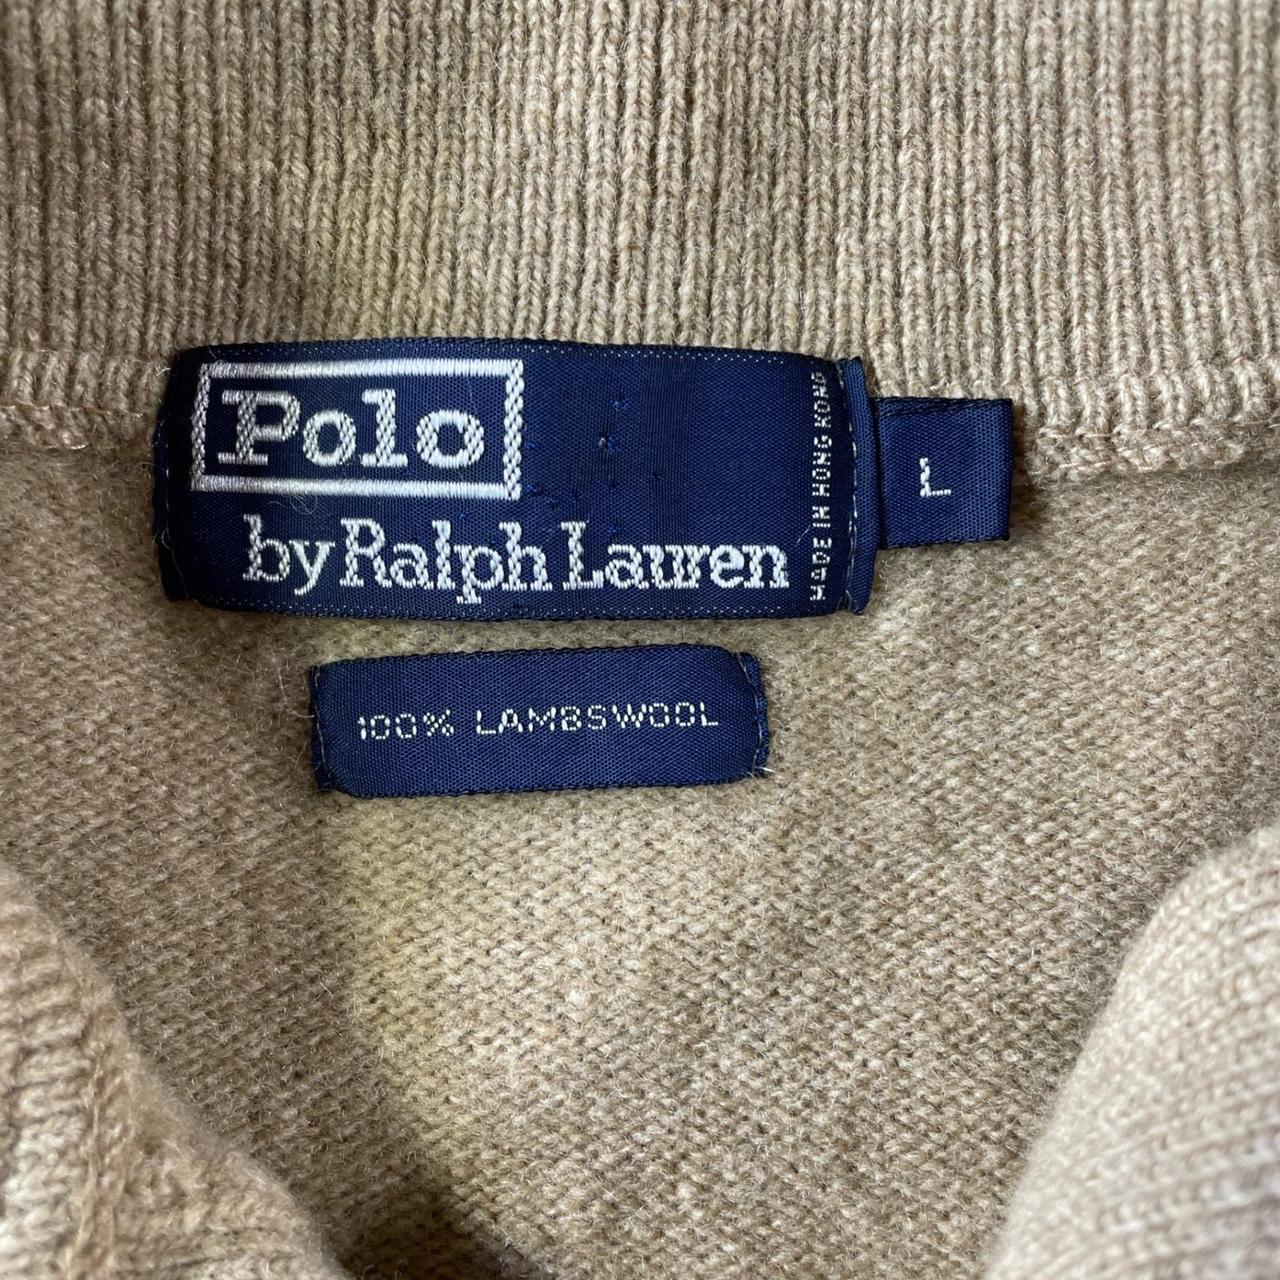 Polo
by Ralph Lauren
MADE IN HONG KONG
L
100% LAMBSWOOL